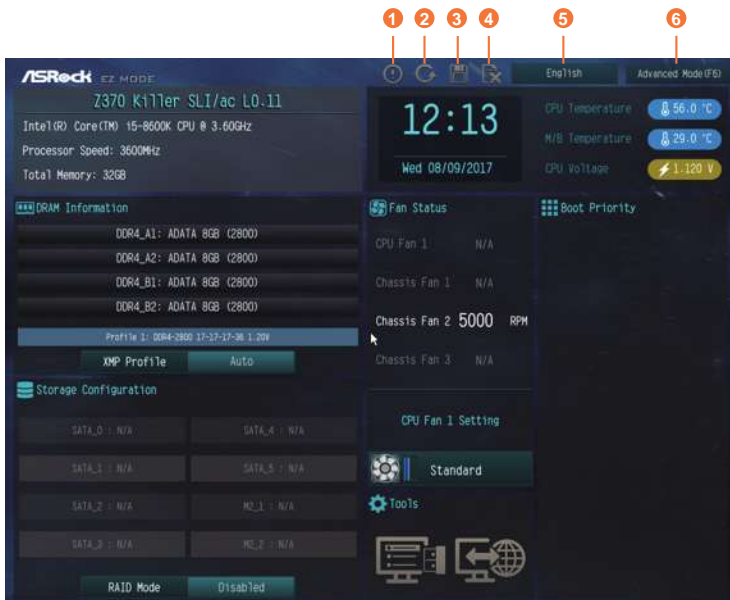 1 2 3 4 5 6
ASRock EZ MODE
English
Advanced Mode(F6)
Z370 Killer SLI/ac L0.11
Intel(R) Core(TM) i5-8600K CPU @ 3.60GHz
Processor Speed: 3600MHz
Total Memory: 32GB
12:13
Wed 08/09/2017
CPU Temperature 56.0 °C
M/B Temperature 29.0 °C
CPU Voltage 1.120 V
DRAM Information
DDR4_A1: ADATA 8GB (2800)
DDR4_A2: ADATA 8GB (2800)
DDR4_B1: ADATA 8GB (2800)
DDR4_B2: ADATA 8GB (2800)
Profile 1: DDR4-2800 17-17-17-36 1.20V
XMP Profile Auto
Storage Configuration
SATA_0 : N/A SATA_4 : N/A
SATA_1 : N/A SATA_5 : N/A
SATA_2 : N/A M2_1 : N/A
SATA_3 : N/A M2_2 : N/A
RAID Mode Disabled
Fan Status
CPU Fan 1 N/A
Chassis Fan 1 N/A
Chassis Fan 2 5000 RPM
Chassis Fan 3 N/A
CPU Fan 1 Setting
Standard
Tools
Boot Priority